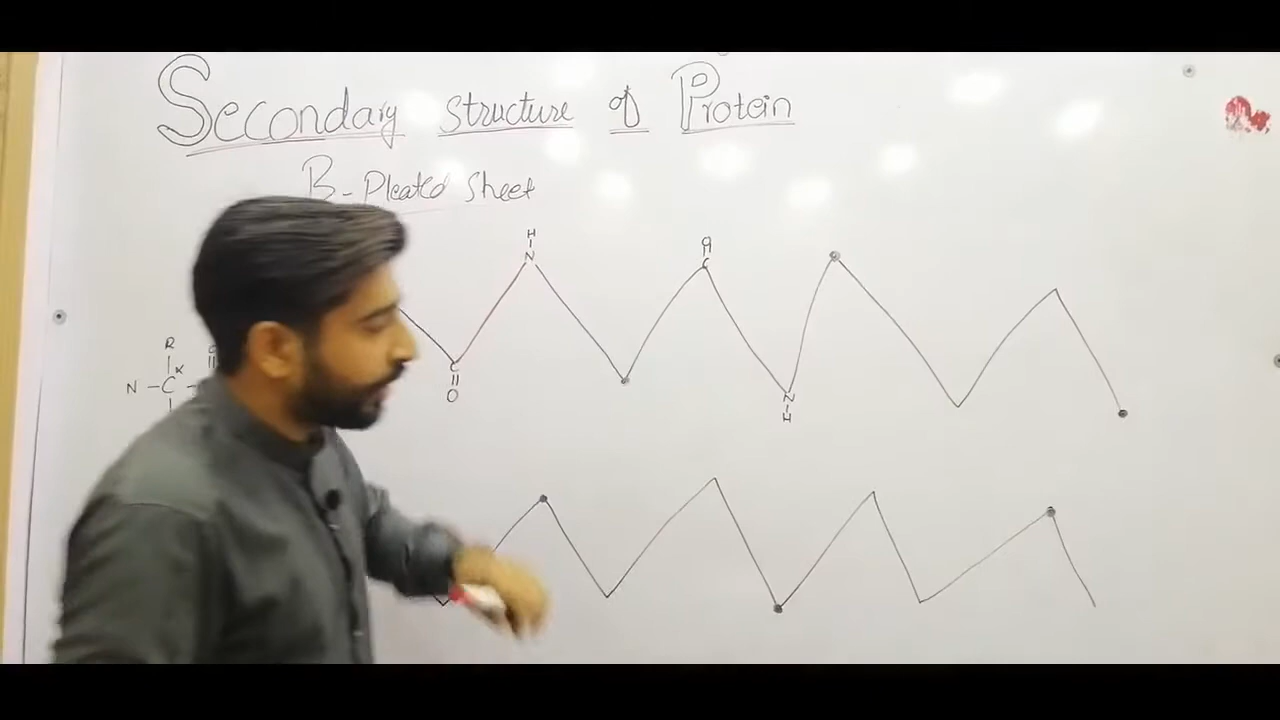 Secondary structure of Protein
B-Pleated Sheet
H
N
O
C
C
O
N
H
R
N-C